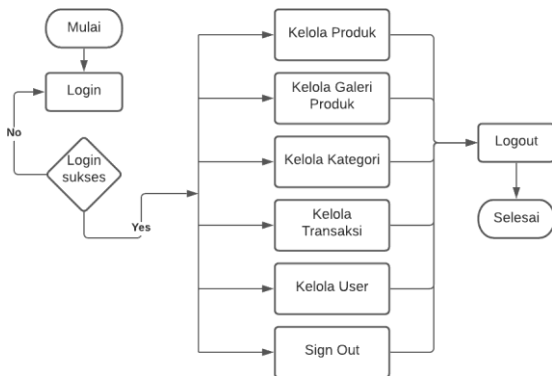 Mulai
Login
No
Login
sukses
Yes
Kelola Produk
Kelola Galeri
Produk
Kelola Kategori
Kelola
Transaksi
Kelola User
Sign Out
Logout
Selesai